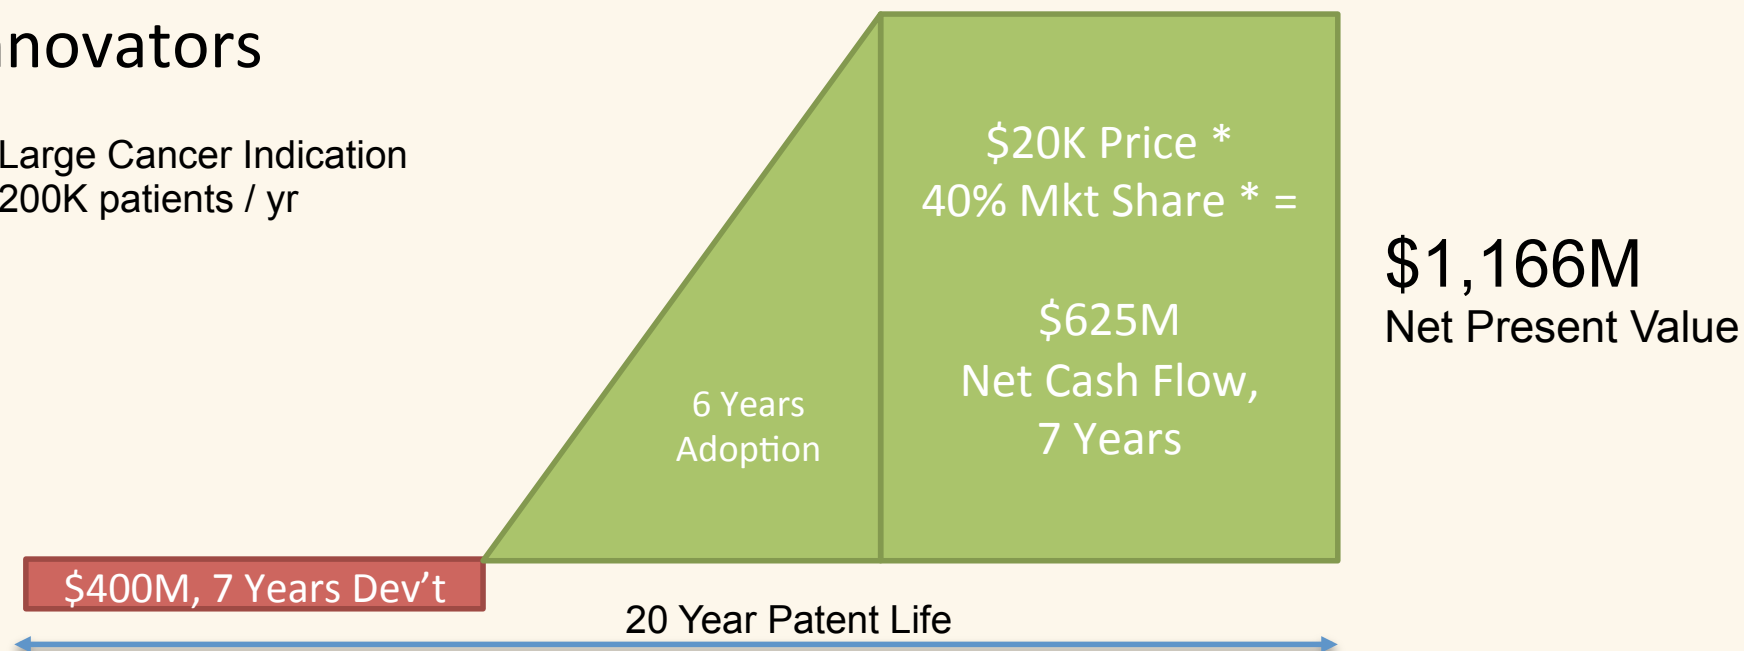 nnovators
Large Cancer Indication
200K patients / yr
$20K Price *
40% Mkt Share * =
$625M
Net Cash Flow,
7 Years
6 Years
Adoption
$1,166M
Net Present Value
$400M, 7 Years Dev't
20 Year Patent Life